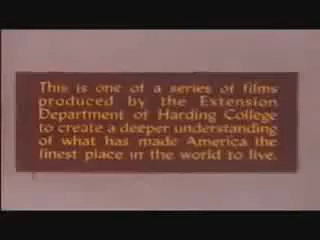 This is one of a series of films
produced by the Extension
Department of Harding College
to create a deeper understanding
of what has made America the
finest place in the world to live.